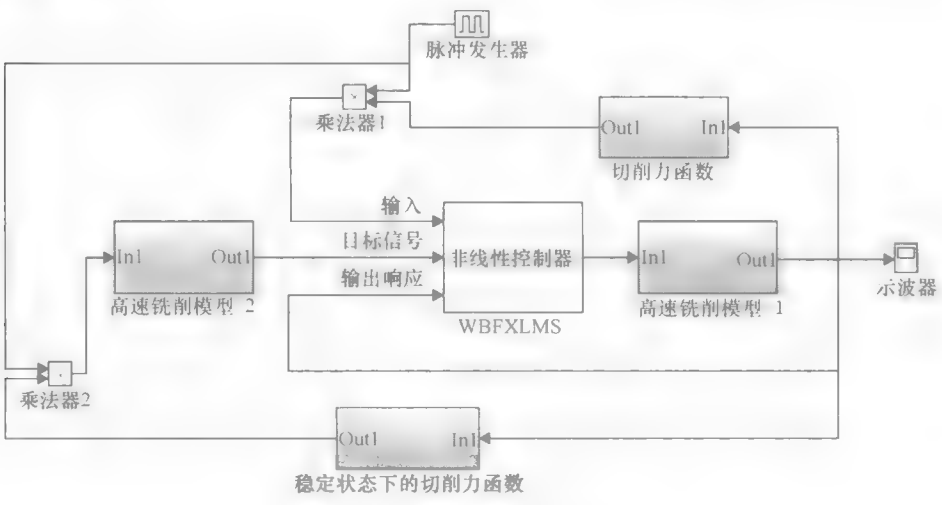 脉冲发生器
乘法器1
Out1
In1
切削力函数
输入
目标信号
输出响应
In1
Out1
高速铣削模型 2
非线性控制器
WBFXLMS
In1
Out1
高速铣削模型 1
示波器
乘法器2
Out1
In1
稳定状态下的切削力函数